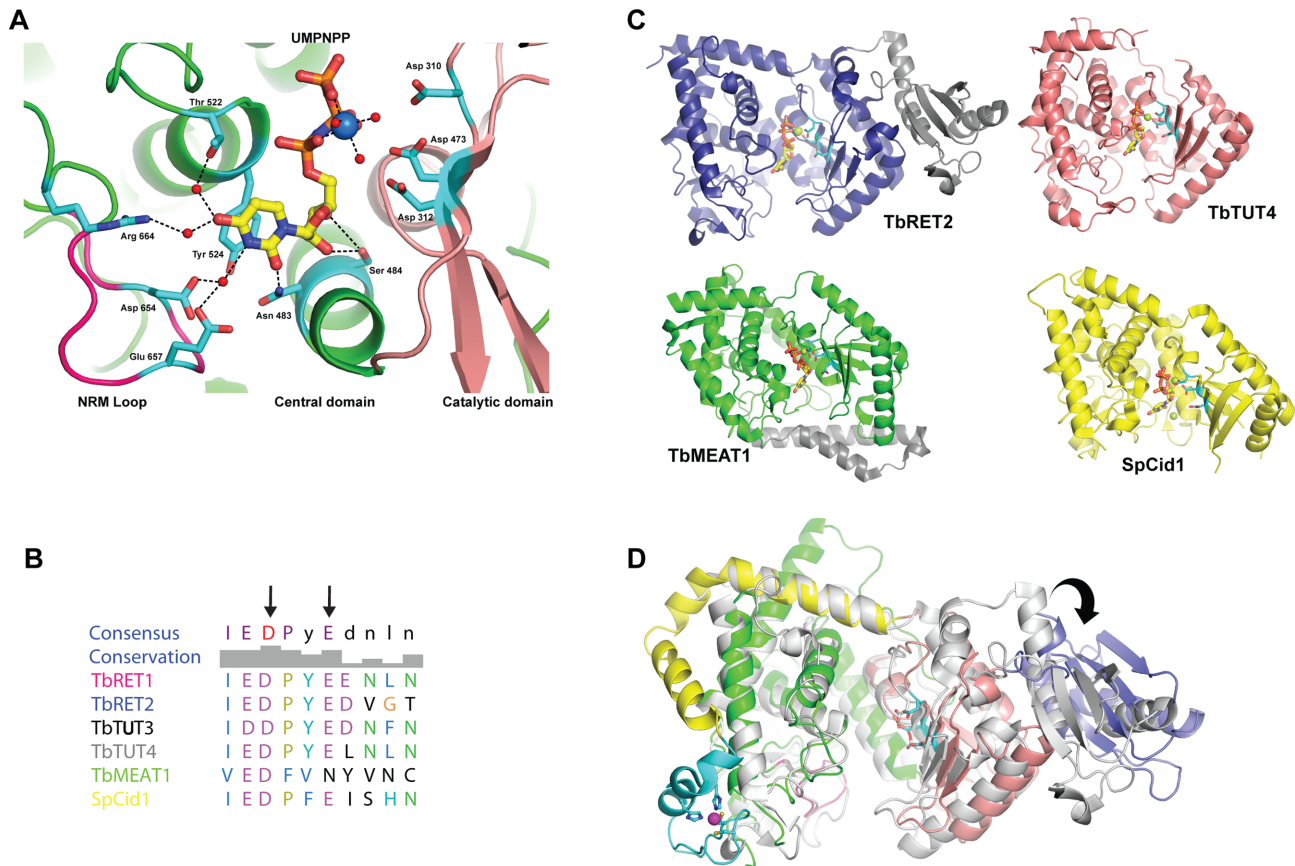 A
UMPNPP
Asp 310
Thr 522
Asp 473
Asp 312
Arg 664
Tyr 524
Ser 484
Asp 654
Asn 483
Glu 657
NRM Loop Central domain Catalytic domain
B
Consensus I E D P y E d n l n
Conservation
TbRET1 I E D P Y E E N L N
TbRET2 I E D P Y E D V G T
TbTUT3 I D D P Y E D N F N
TbTUT4 I E D P Y E L N L N
TbMEAT1 V E D F V N Y V N C
SpCid1 I E D P F E I S H N
C
TbRET2
TbTUT4
TbMEAT1
SpCid1
D